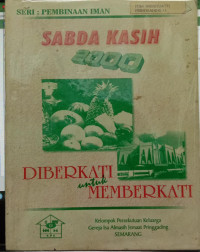 SERI : PEMBINAAN IMAN
SABDA KASIH
2000
DIBERKATI
untuk
MEMBERKATI
Kelompok Persekutuan Keluarga
Gereja Isa Almasih Jemaat Pringgading
SEMARANG